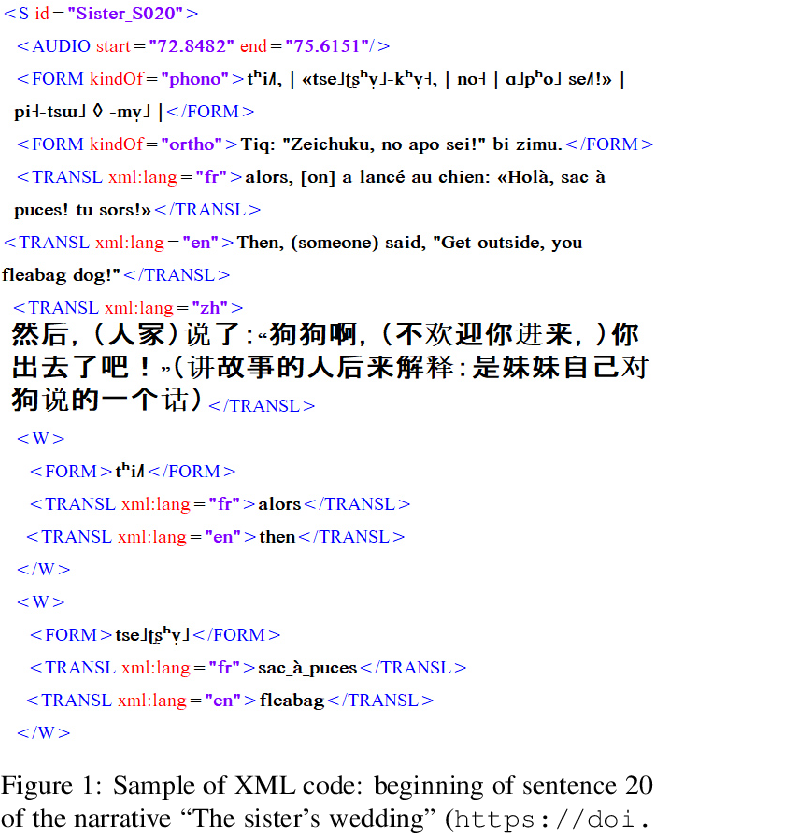 <S id="Sister_S020">
<AUDIO start="72.8482" end="75.6151"/>
<FORM kindOf="phono">tʰi˩˥, | «tse˩ʈʂʰy̩˩-kʰy̩˧, | no˧ | ɑ˩pʰo˩ se˩˥!» |
pi˧-tsɯ˩ ◊ -mv̩˩ |</FORM>
<FORM kindOf="ortho">Tiq: "Zeichuku, no apo sei!" bi zimu.</FORM>
<TRANSL xml:lang="fr">alors, [on] a lancé au chien: «Holà, sac à
puces! tu sors!»</TRANSL>
<TRANSL xml:lang="en">Then, (someone) said, "Get outside, you
fleabag dog!"</TRANSL>
<TRANSL xml:lang="zh">
然后,(人家)说了:“狗狗啊,(不欢迎你进来,)你
出去了吧！”(讲故事的人后来解释:是妹妹自己对
狗说的一个话)</TRANSL>
<W>
<FORM>tʰi˩˥</FORM>
<TRANSL xml:lang="fr">alors</TRANSL>
<TRANSL xml:lang="en">then</TRANSL>
</W>
<W>
<FORM>tse˩ʈʂʰy̩˩</FORM>
<TRANSL xml:lang="fr">sac_à_puces</TRANSL>
<TRANSL xml:lang="en">fleabag</TRANSL>
</W>
Figure 1: Sample of XML code: beginning of sentence 20
of the narrative “The sister’s wedding” (https://doi.